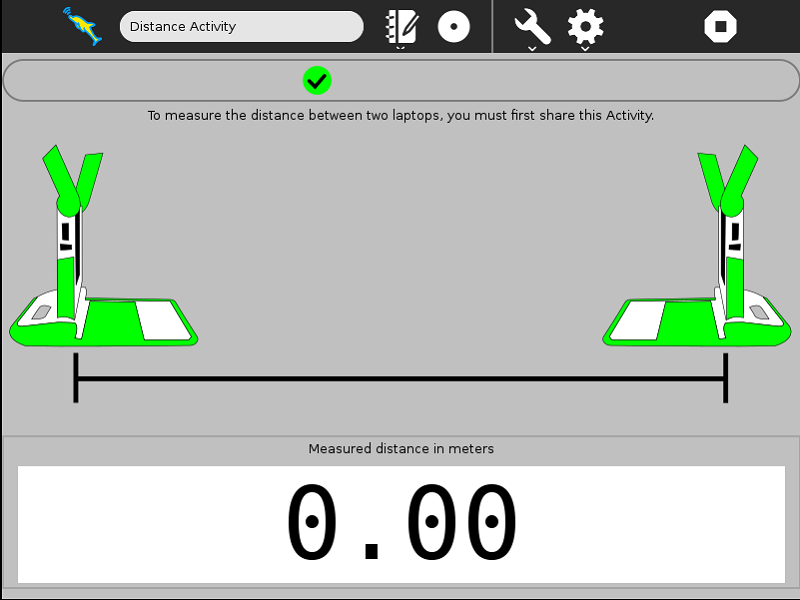 Distance Activity
To measure the distance between two laptops, you must first share this Activity.
Measured distance in meters
0.00